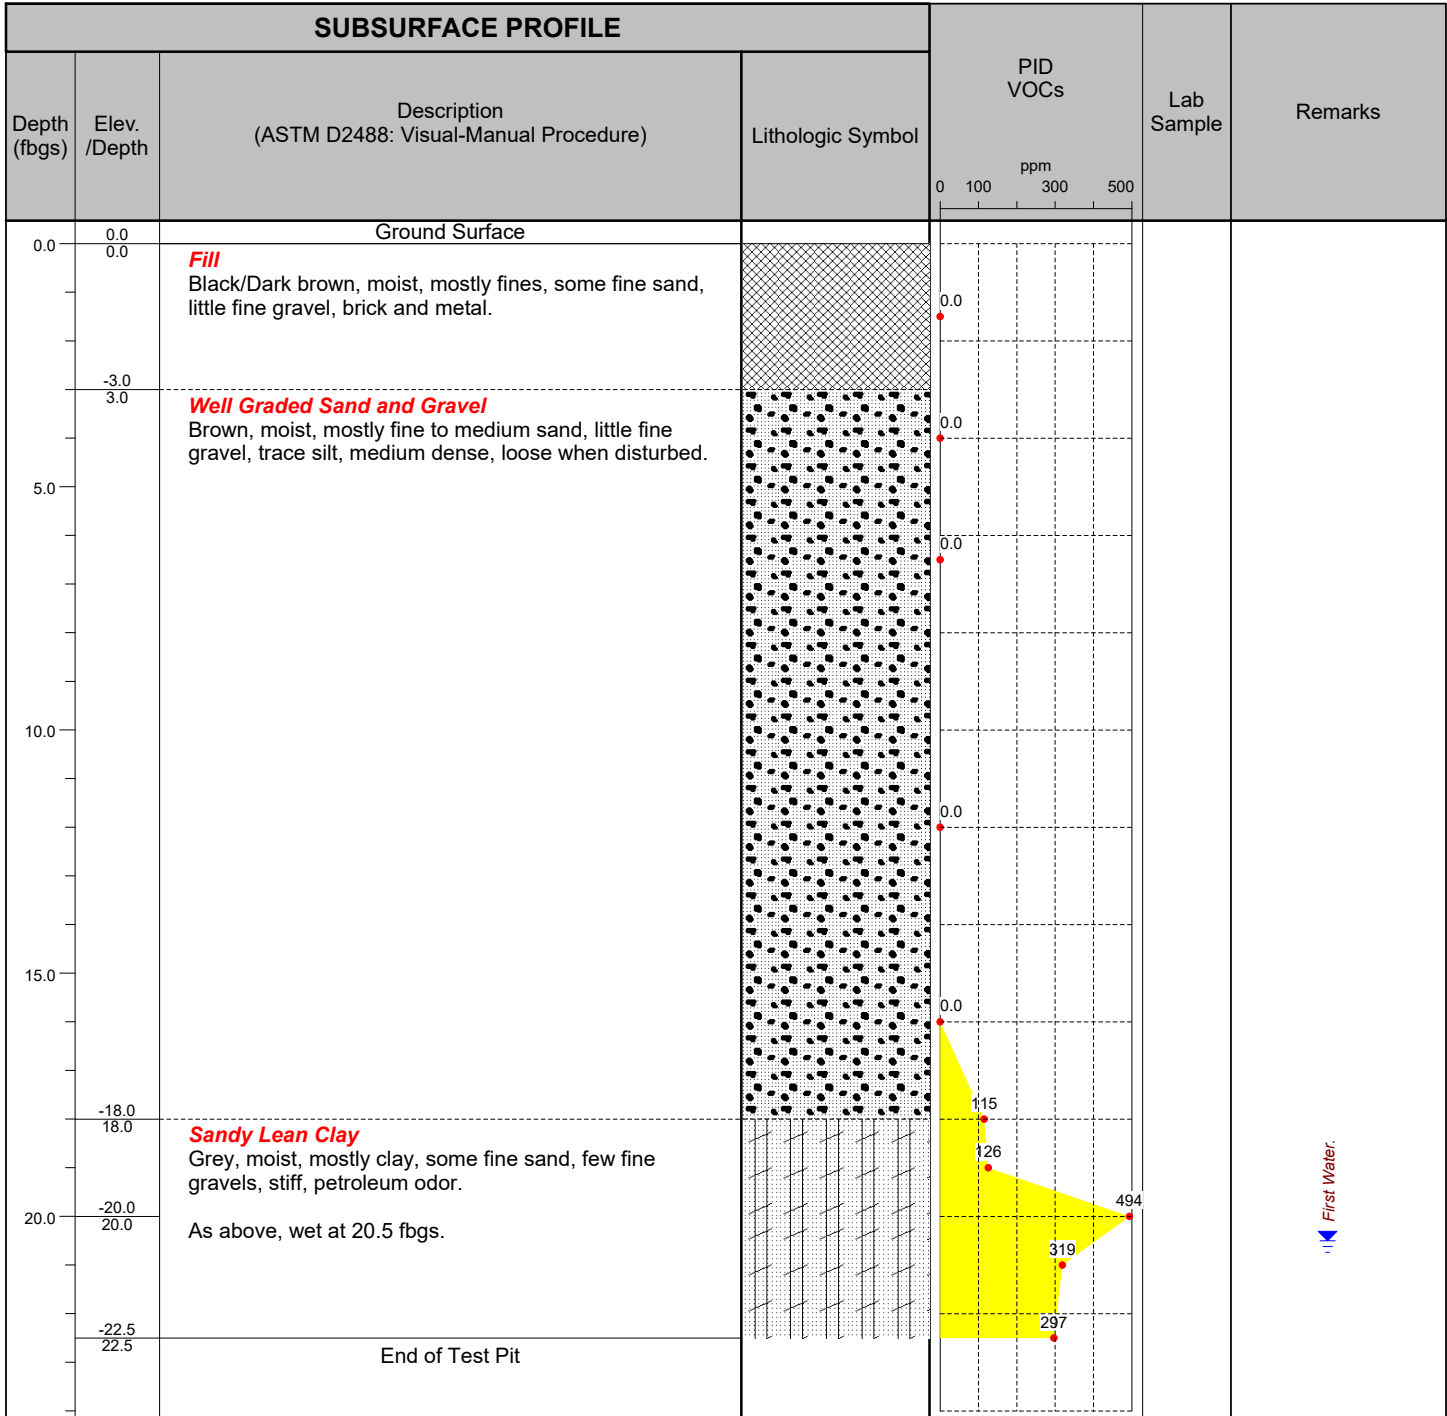 SUBSURFACE PROFILE
Depth
(fbgs)
Elev.
/Depth
Description
(ASTM D2488: Visual-Manual Procedure)
Lithologic Symbol
PID
VOCs
ppm
0 100 300 500
Lab
Sample
Remarks
0.0
0.0
0.0
Ground Surface
Fill
Black/Dark brown, moist, mostly fines, some fine sand,
little fine gravel, brick and metal.
0.0
-3.0
3.0
Well Graded Sand and Gravel
Brown, moist, mostly fine to medium sand, little fine
gravel, trace silt, medium dense, loose when disturbed.
0.0
5.0
0.0
10.0
0.0
15.0
0.0
115
-18.0
18.0
Sandy Lean Clay
Grey, moist, mostly clay, some fine sand, few fine
gravels, stiff, petroleum odor.
126
20.0
-20.0
20.0
As above, wet at 20.5 fbgs.
494
First Water.
319
297
-22.5
22.5
End of Test Pit